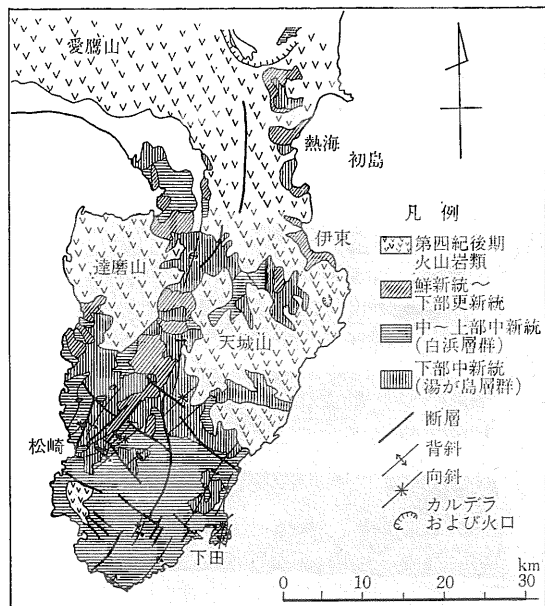 愛鷹山
熱海
初島
伊東
達磨山
天城山
松崎
下田
凡例
第四紀後期
火山岩類
鮮新統～
下部更新統
中～上部中新統
(白浜層群)
下部中新統
(湯が島層群)
断層
背斜
向斜
カルデラ
および火口
km
0 10 20 30